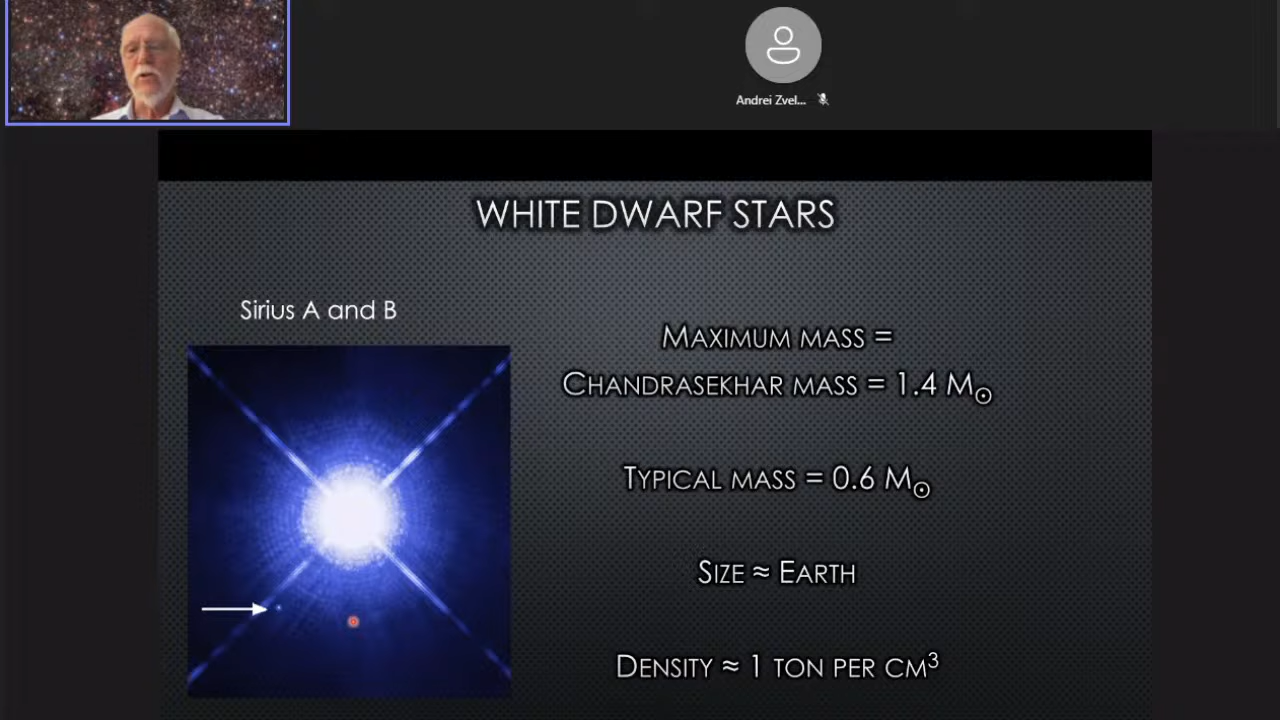 Andrei Zvel...
WHITE DWARF STARS
Sirius A and B
MAXIMUM MASS =
CHANDRASEKHAR MASS = 1.4 M☉
TYPICAL MASS = 0.6 M☉
SIZE ≈ EARTH
DENSITY ≈ 1 TON PER CM³